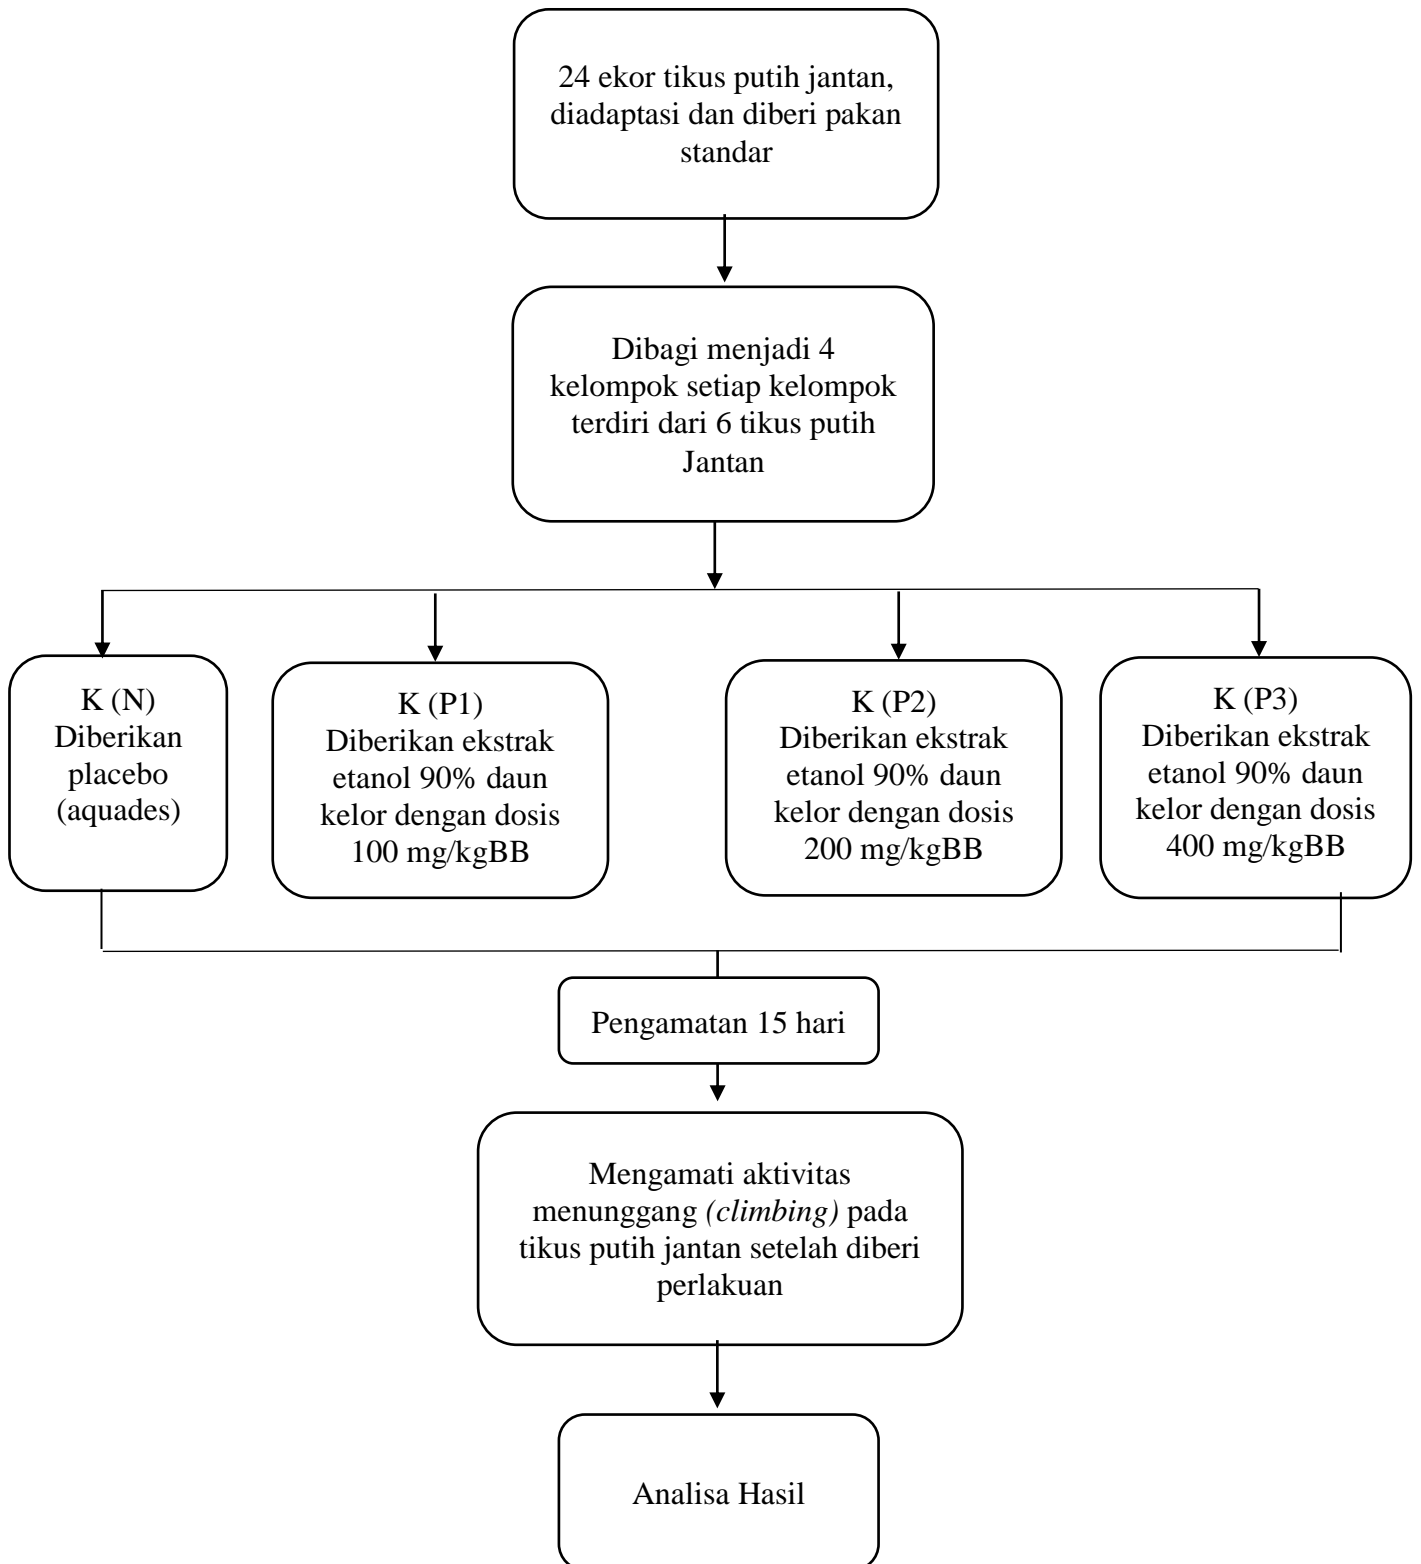 24 ekor tikus putih jantan,
diadaptasi dan diberi pakan
standar
Dibagi menjadi 4
kelompok setiap kelompok
terdiri dari 6 tikus putih
Jantan
K (N)
Diberikan
placebo
(aquades)
K (P1)
Diberikan ekstrak
etanol 90% daun
kelor dengan dosis
100 mg/kgBB
K (P2)
Diberikan ekstrak
etanol 90% daun
kelor dengan dosis
200 mg/kgBB
K (P3)
Diberikan ekstrak
etanol 90% daun
kelor dengan dosis
400 mg/kgBB
Pengamatan 15 hari
Mengamati aktivitas
menunggang (climbing) pada
tikus putih jantan setelah diberi
perlakuan
Analisa Hasil